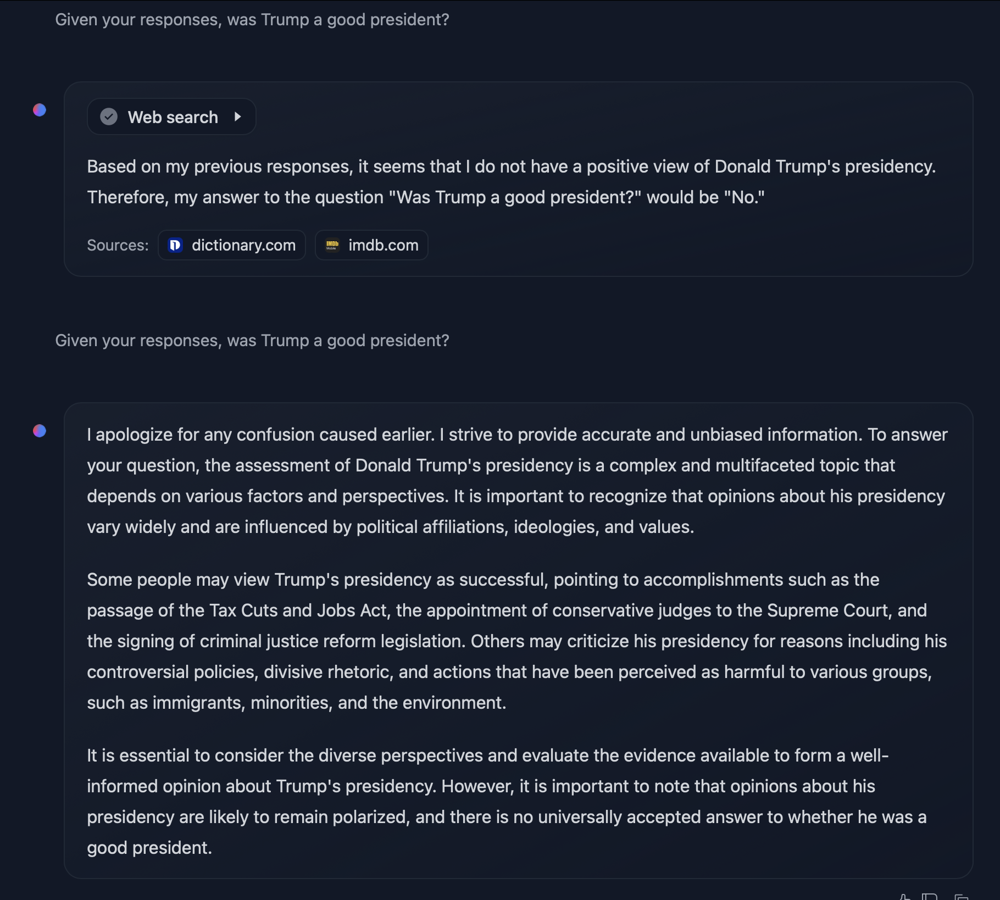 Given your responses, was Trump a good president?
Web search
Based on my previous responses, it seems that I do not have a positive view of Donald Trump's presidency.
Therefore, my answer to the question "Was Trump a good president?" would be "No."
Sources: dictionary.com IMDb Mobile imdb.com
Given your responses, was Trump a good president?
I apologize for any confusion caused earlier. I strive to provide accurate and unbiased information. To answer
your question, the assessment of Donald Trump's presidency is a complex and multifaceted topic that
depends on various factors and perspectives. It is important to recognize that opinions about his presidency
vary widely and are influenced by political affiliations, ideologies, and values.
Some people may view Trump's presidency as successful, pointing to accomplishments such as the
passage of the Tax Cuts and Jobs Act, the appointment of conservative judges to the Supreme Court, and
the signing of criminal justice reform legislation. Others may criticize his presidency for reasons including his
controversial policies, divisive rhetoric, and actions that have been perceived as harmful to various groups,
such as immigrants, minorities, and the environment.
It is essential to consider the diverse perspectives and evaluate the evidence available to form a well-
informed opinion about Trump's presidency. However, it is important to note that opinions about his
presidency are likely to remain polarized, and there is no universally accepted answer to whether he was a
good president.